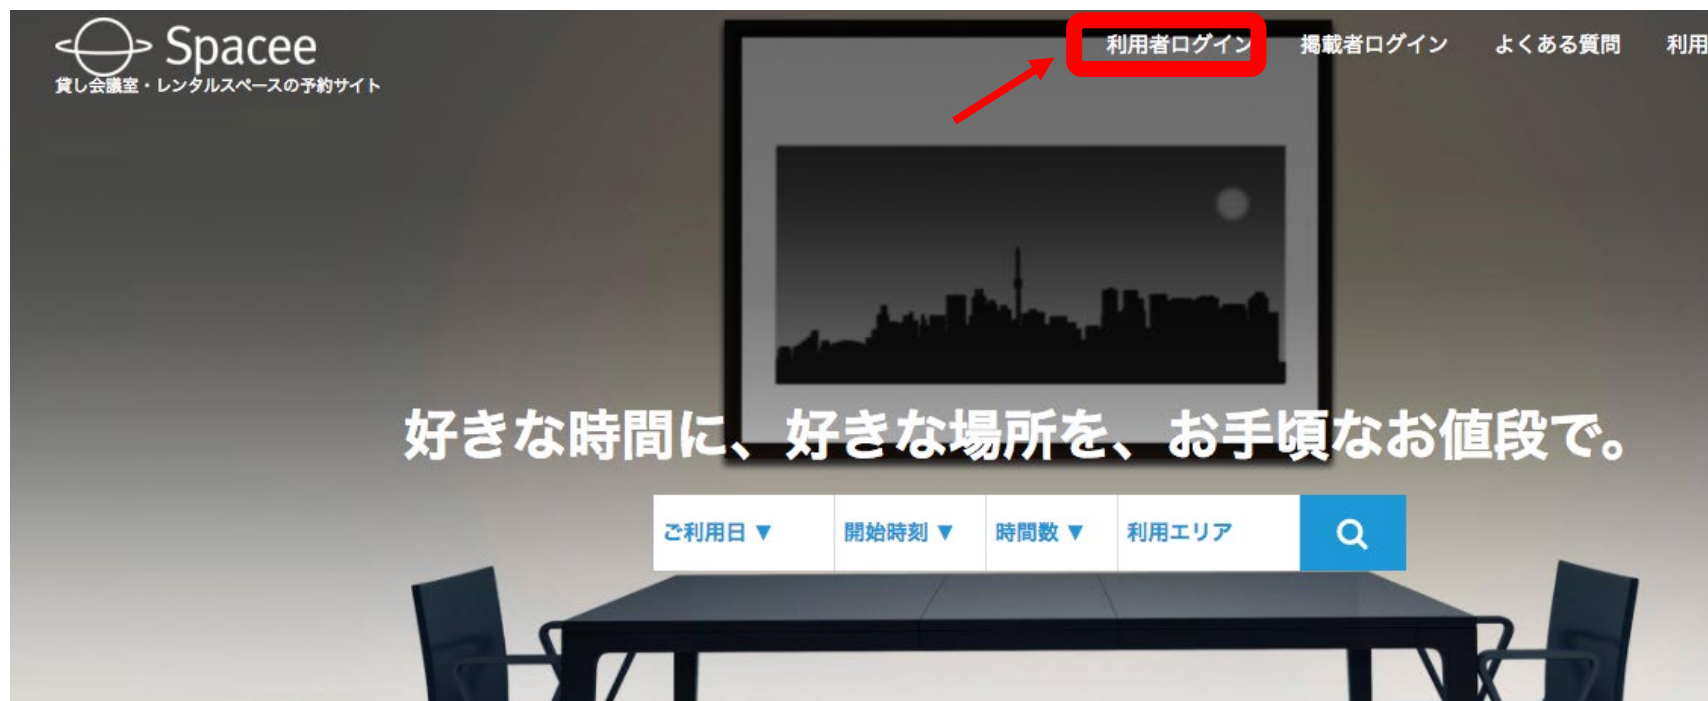 Spacee
貸し会議室・レンタルスペースの予約サイト
利用者ログイン 掲載者ログイン よくある質問 利用
好きな時間に、好きな場所を、お手頃なお値段で。
ご利用日 ▼ 開始時刻 ▼ 時間数 ▼ 利用エリア